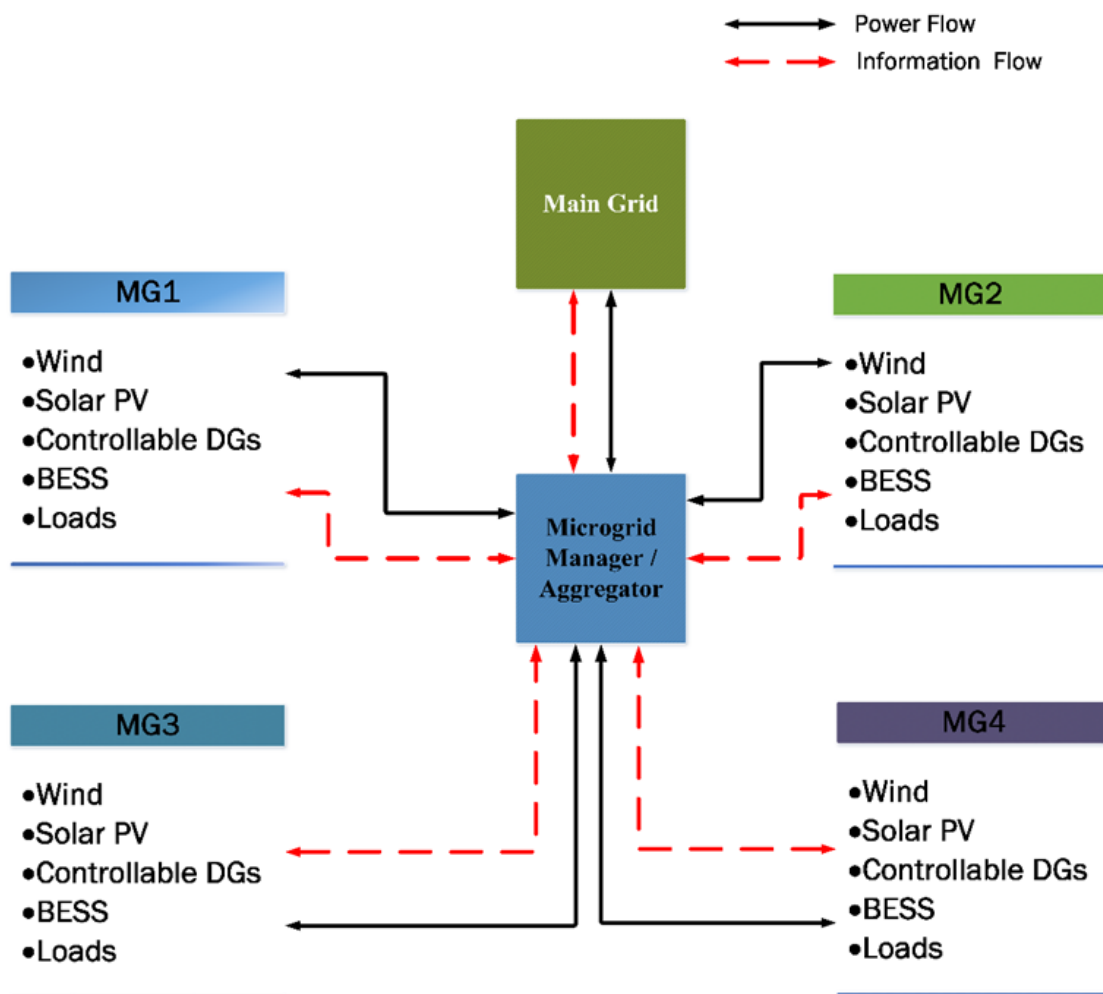 Power Flow
Information Flow
Main Grid
MG1
•Wind
•Solar PV
•Controllable DGs
•BESS
•Loads
MG2
•Wind
•Solar PV
•Controllable DGs
•BESS
•Loads
Microgrid
Manager /
Aggregator
MG3
•Wind
•Solar PV
•Controllable DGs
•BESS
•Loads
MG4
•Wind
•Solar PV
•Controllable DGs
•BESS
•Loads